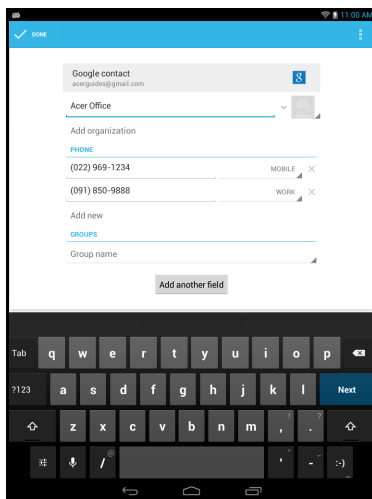 11:00 AM
DONE
Google contact
acerguides@gmail.com
8
Acer Office
Add organization
PHONE
(022) 969-1234
MOBILE
(091) 850-9888
WORK
Add new
GROUPS
Group name
Add another field
Tab q w e r t y u i o p
?123 a s d f g h j k l Next
z x c v b n m , ! . ?
/ @ ' " - _ :-)